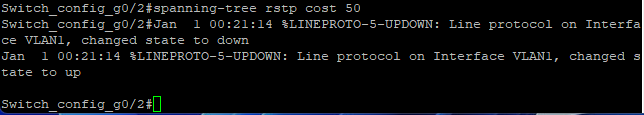 Switch_config_g0/2#spanning-tree rstp cost 50
Switch_config_g0/2#Jan  1 00:21:14 %LINEPROTO-5-UPDOWN: Line protocol on Interfa
ce VLAN1, changed state to down
Jan  1 00:21:14 %LINEPROTO-5-UPDOWN: Line protocol on Interface VLAN1, changed s
tate to up

Switch_config_g0/2#